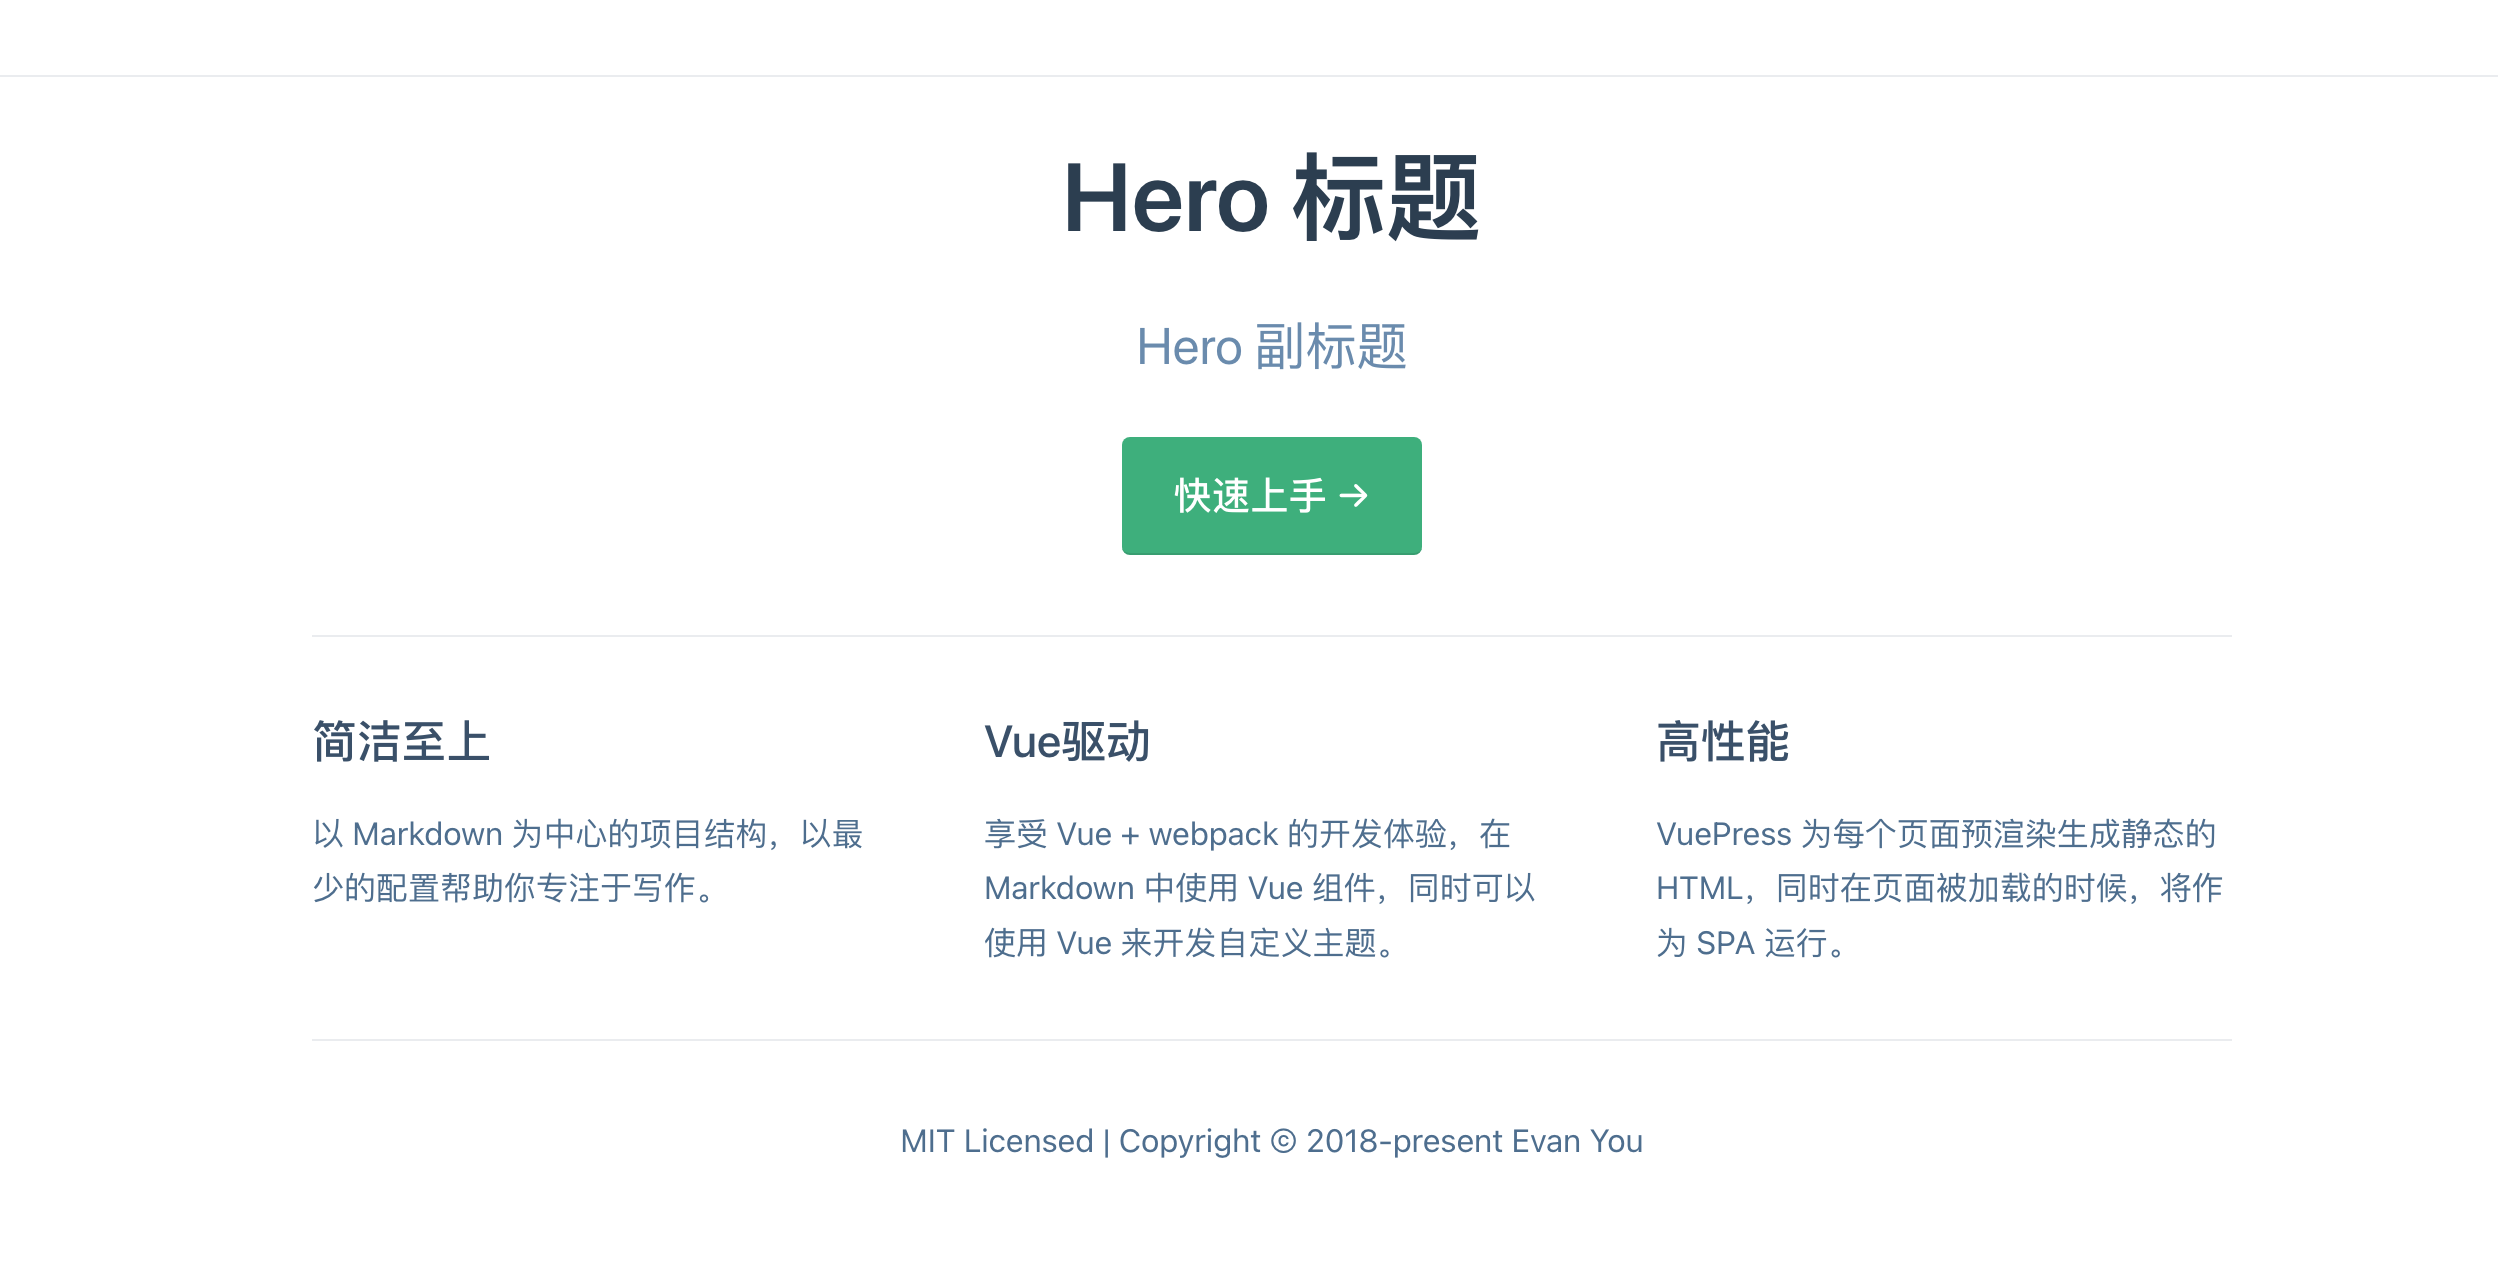 Hero 标题
Hero 副标题
快速上手 →
简洁至上
以 Markdown 为中心的项目结构，以最
少的配置帮助你专注于写作。
Vue驱动
享受 Vue + webpack 的开发体验，在
Markdown 中使用 Vue 组件，同时可以
使用 Vue 来开发自定义主题。
高性能
VuePress 为每个页面预渲染生成静态的
HTML，同时在页面被加载的时候，将作
为 SPA 运行。
MIT Licensed | Copyright © 2018-present Evan You